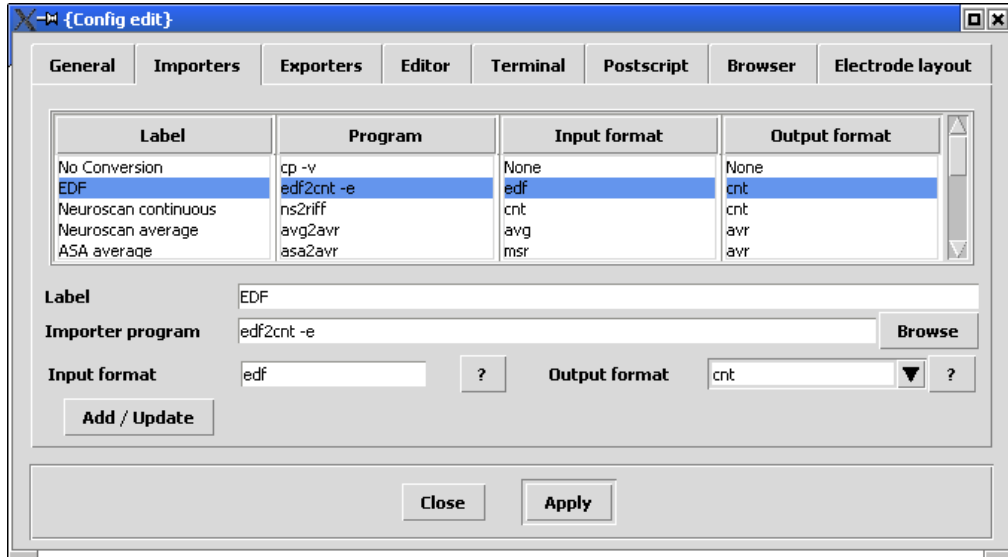 {Config edit}
General Importers Exporters Editor Terminal Postscript Browser Electrode layout
Label Program Input format Output format
No Conversion cp -v None None
EDF edf2cnt -e edf cnt
Neuroscan continuous ns2riff cnt cnt
Neuroscan average avg2avr avg avr
ASA average asa2avr msr avr
Label EDF
Importer program edf2cnt -e Browse
Input format edf ? Output format cnt ?
Add / Update
Close Apply